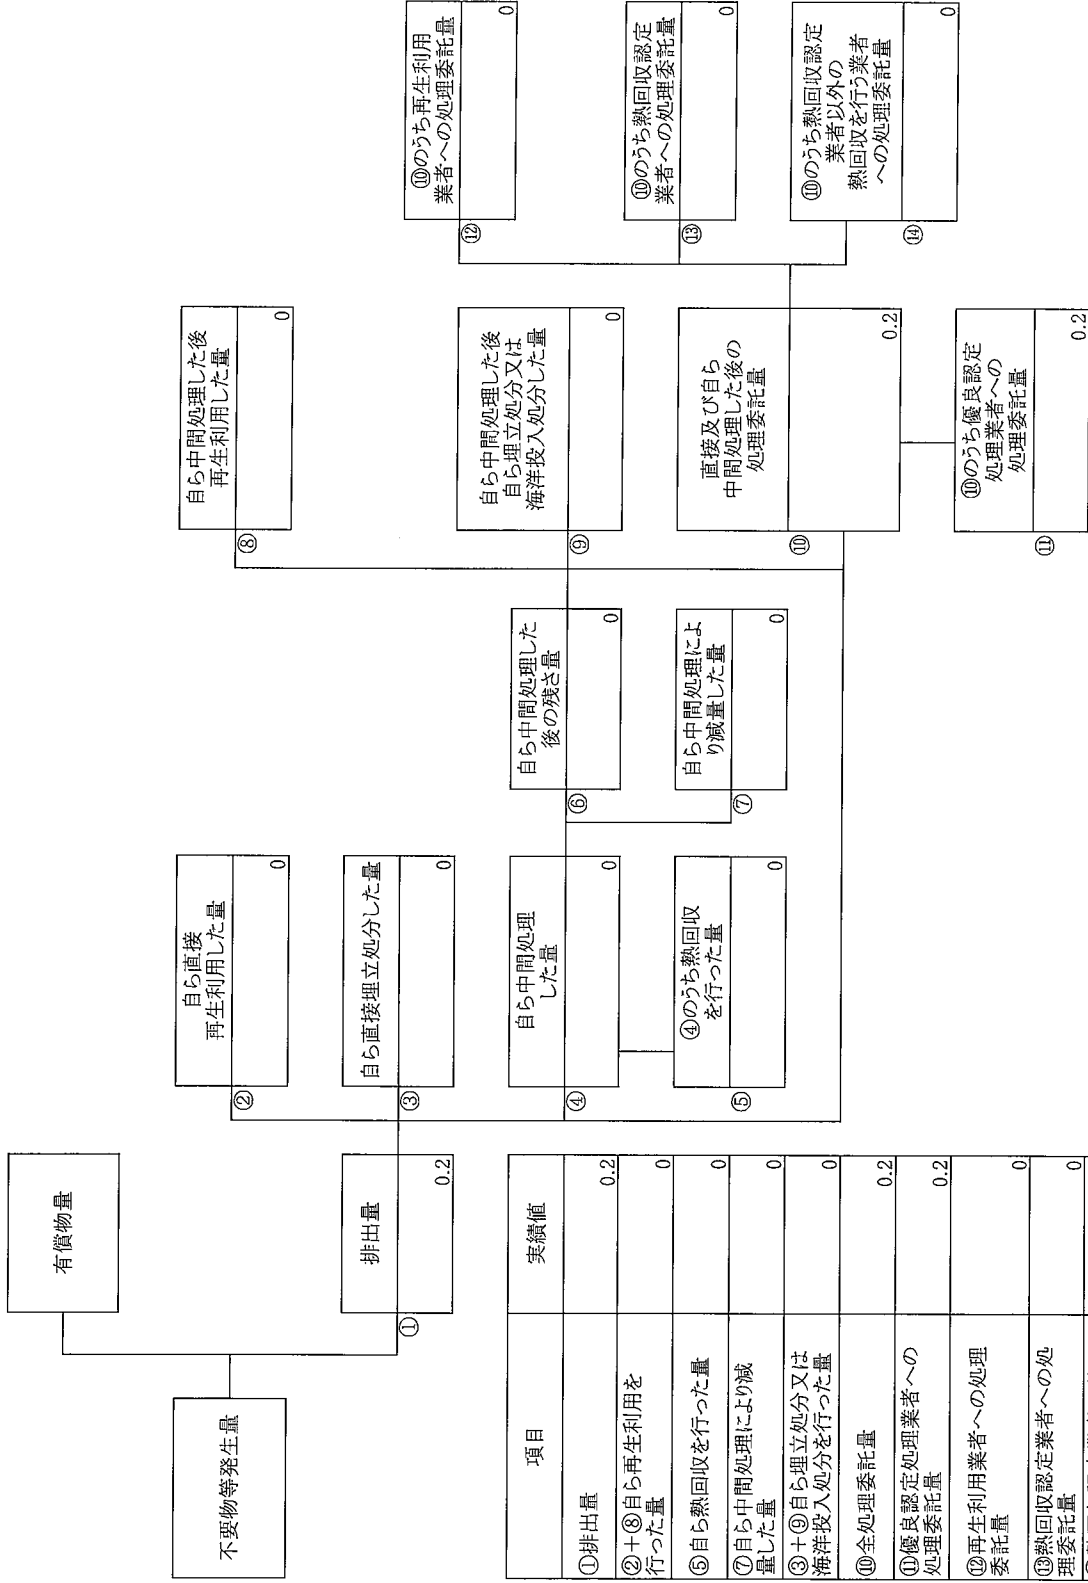 不要物等発生量
有償物量
①
排出量
0.2
②
自ら直接
再生利用した量
0
③
自ら直接埋立処分した量
0
④
自ら中間処理
した量
0
⑤
④のうち熱回収
を行った量
0
⑥
自ら中間処理した
後の残さ量
0
⑦
自ら中間処理によ
り減量した量
0
⑧
自ら中間処理した後
再生利用した量
0
⑨
自ら中間処理した後
自ら埋立処分又は
海洋投入処分した量
0
⑩
直接及び自ら
中間処理した後の
処理委託量
0.2
⑪
⑩のうち優良認定
処理業者への
処理委託量
0.2
⑫
⑩のうち再生利用
業者への処理委託量
0
⑬
⑩のうち熱回収認定
業者への処理委託量
0
⑭
⑩のうち熱回収認定
業者以外の
熱回収を行う業者
への処理委託量
0
項目
実績値
①排出量
0.2
②＋⑧自ら再生利用を
行った量
0
⑤自ら熱回収を行った量
0
⑦自ら中間処理により減
量した量
0
③＋⑨自ら埋立処分又は
海洋投入処分を行った量
0
⑩全処理委託量
0.2
⑪優良認定処理業者への
処理委託量
0.2
⑫再生利用業者への処理
委託量
0
⑬熱回収認定業者への処
理委託量
0